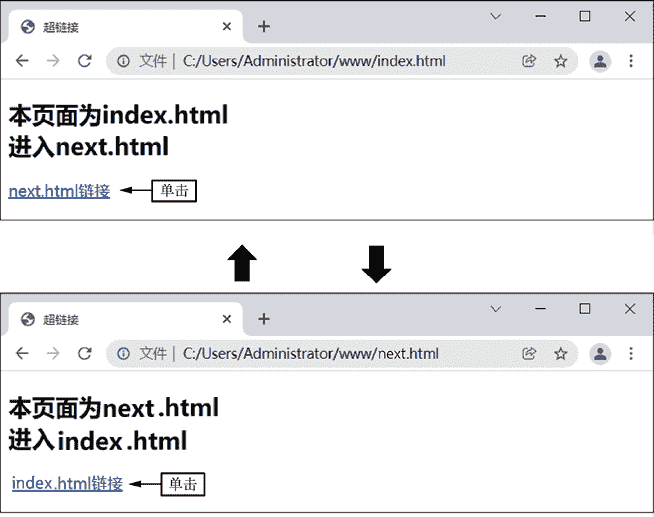 超链接
文件 | C:/Users/Administrator/www/index.html
本页面为index.html
进入next.html
next.html链接 单击
超链接
文件 | C:/Users/Administrator/www/next.html
本页面为next.html
进入index.html
index.html链接 单击